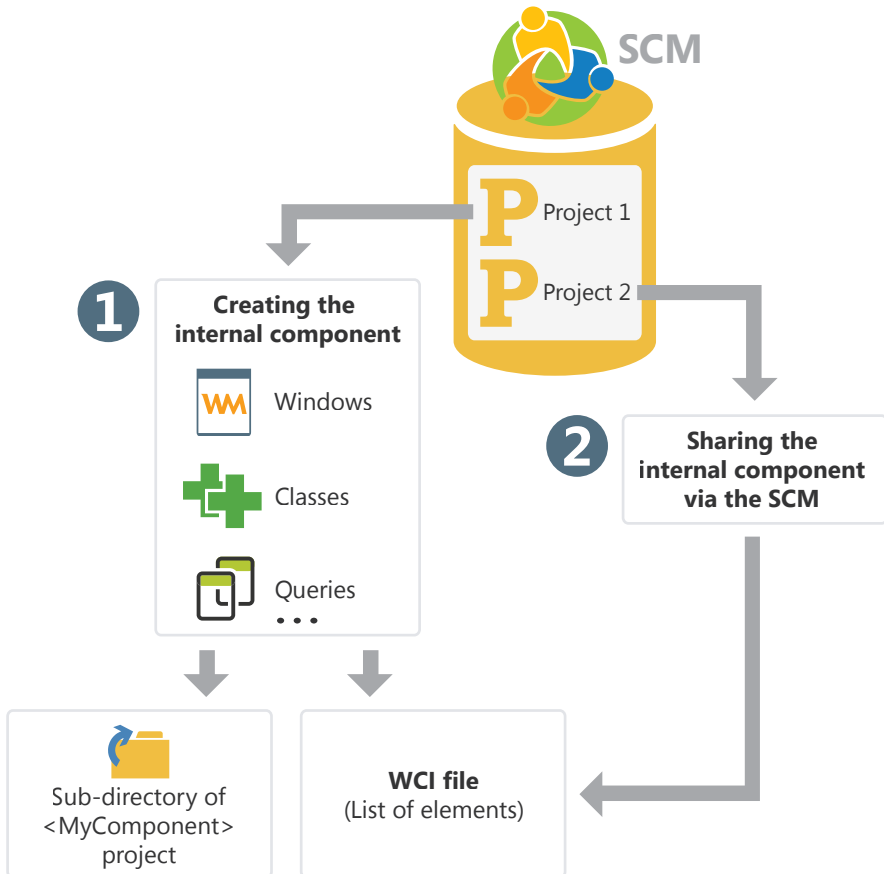 SCM
P Project 1
P Project 2
1
Creating the
internal component
WM Windows
Classes
Queries
...
2
Sharing the
internal component
via the SCM
Sub-directory of
<MyComponent>
project
WCI file
(List of elements)